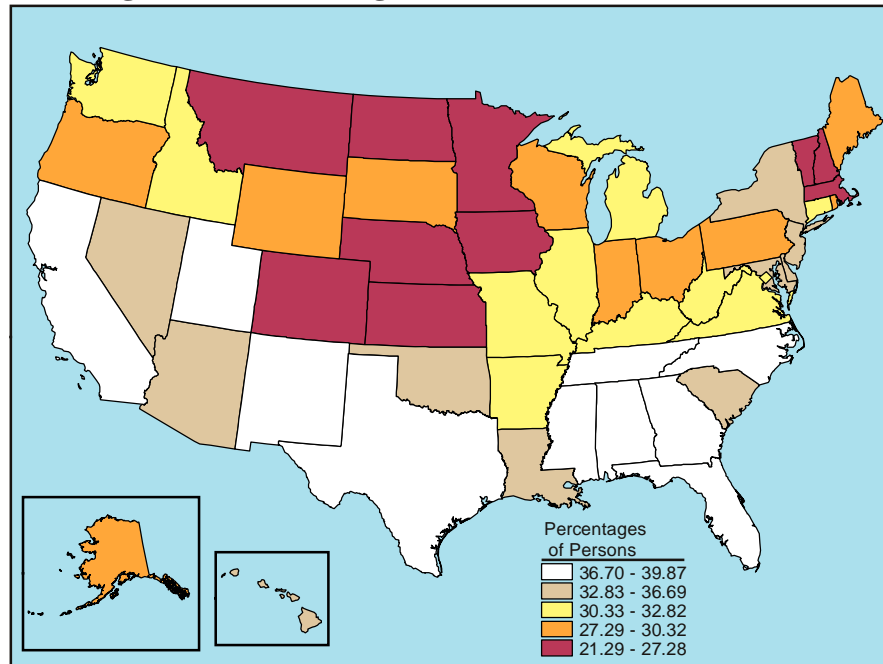 Percentages
of Persons
36.70 - 39.87
32.83 - 36.69
30.33 - 32.82
27.29 - 30.32
21.29 - 27.28